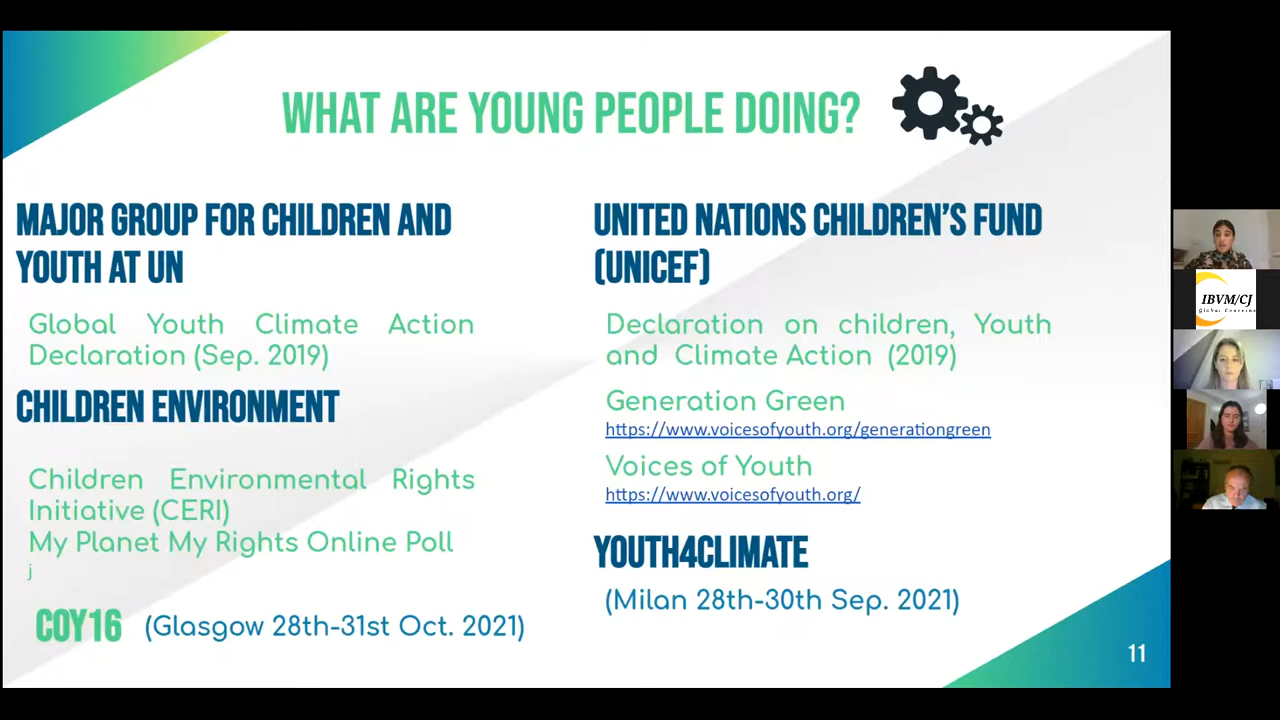 WHAT ARE YOUNG PEOPLE DOING?
MAJOR GROUP FOR CHILDREN AND
YOUTH AT UN
Global Youth Climate Action
Declaration (Sep. 2019)
CHILDREN ENVIRONMENT
Children Environmental Rights
Initiative (CERI)
My Planet My Rights Online Poll
j
COY16 (Glasgow 28th-31st Oct. 2021)
UNITED NATIONS CHILDREN'S FUND
(UNICEF)
Declaration on children, Youth
and Climate Action (2019)
Generation Green
https://www.voicesofyouth.org/generationgreen
Voices of Youth
https://www.voicesofyouth.org/
YOUTH4CLIMATE
(Milan 28th-30th Sep. 2021)
11
IBVM/CJ
Global Concerns